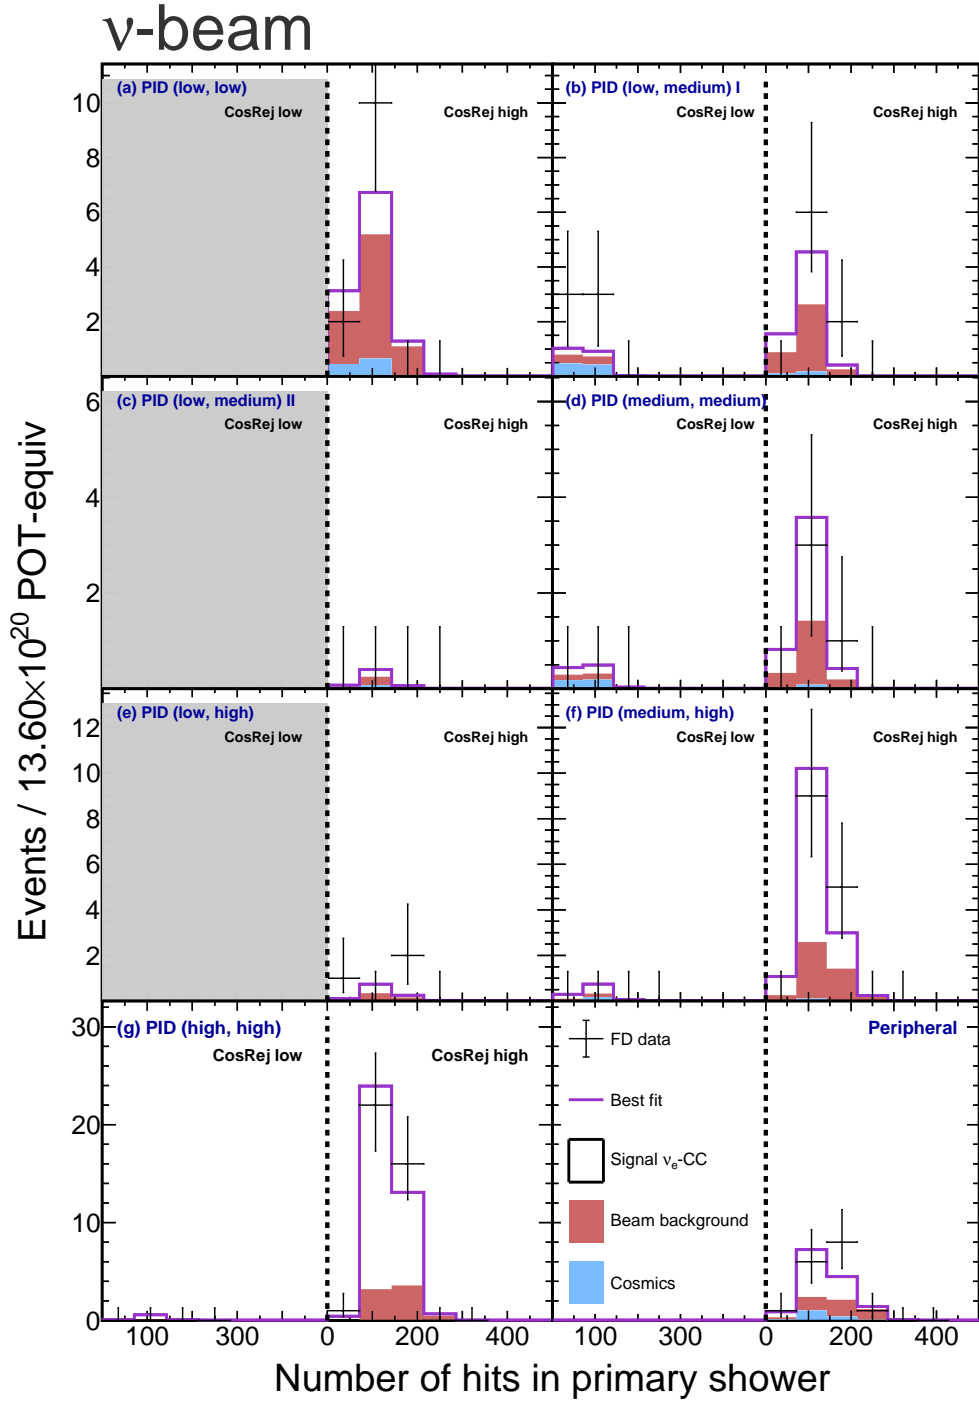 ν-beam
(a) PID (low, low)
CosRej low
CosRej high
(b) PID (low, medium) I
CosRej low
CosRej high
10
8
6
4
2
(c) PID (low, medium) II
CosRej low
CosRej high
(d) PID (medium, medium)
CosRej low
CosRej high
6
4
2
(e) PID (low, high)
CosRej low
CosRej high
(f) PID (medium, high)
CosRej low
CosRej high
12
10
8
6
4
2
(g) PID (high, high)
CosRej low
CosRej high
Peripheral
30
20
10
0
FD data
Best fit
Signal νe-CC
Beam background
Cosmics
100 300 0 200 400 100 300 0 200 400
Number of hits in primary shower
Events / 13.60×10²⁰ POT-equiv